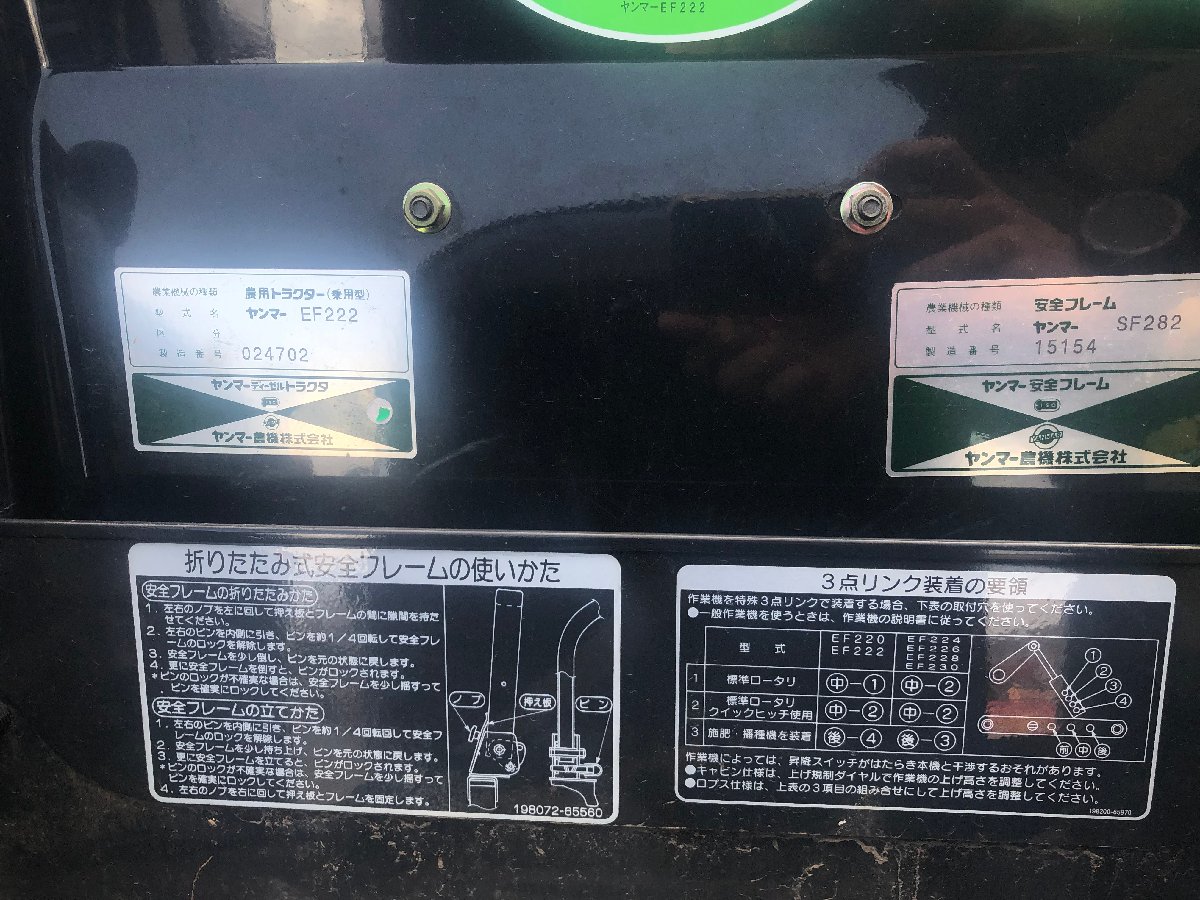 ヤンマーEF222
農業機械の種類 農用トラクター(乗用型)
型式名 ヤンマー EF222
区分
製造番号 024702
ヤンマーディーゼルトラクタ
ヤンマー農機株式会社
農業機械の種類 安全フレーム
型式名 ヤンマー SF282
製造番号 15154
ヤンマー安全フレーム
ヤンマー農機株式会社
折りたたみ式安全フレームの使いかた
安全フレームの折りたたみかた
1. 左右のノブを左に回して押え板とフレームの間に隙間を持た
せてください。
2. 左右のピンを内側に引き、ピンを約1/4回転して安全フレ
ームのロックを解除します。
3. 安全フレームを少し倒し、ピンを元の状態に戻します。
4. 更に安全フレームを倒すと、ピンがロックされます。
*ピンのロックが不確実な場合は、安全フレームを少し揺すって
ピンを確実にロックしてください。
安全フレームの立てかた
1. 左右のピンを内側に引き、ピンを約1/4回転回して安全フ
レームのロックを解除します。
2. 安全フレームを少し持ち上げ、ピンを元の状態に戻します。
3. 更に安全フレームを立てると、ピンがロックされます。
*ピンのロックが不確実な場合は、安全フレームを少し揺すって
ピンを確実にロックしてください。
4. 左右のノブを右に回して押え板とフレームを固定します。
ノブ 押え板 ピン
198072-65560
3点リンク装着の要領
作業機を特殊3点リンクで装着する場合、下表の取付穴を使ってください。
●一般作業機を使うときは、作業機の説明書に従ってください。
型式 EF220 EF222 EF224 EF226 EF228 EF230
1 標準ロータリ 中-① 中-②
2 標準ロータリ クイックヒッチ使用 中-② 中-②
3 施肥・播種機を装着 後-④ 後-③
① ② ③ ④
前 中 後
作業機によっては、昇降スイッチがはたらき本機と干渉するおそれがあります。
●キャビン仕様は、上げ規制ダイヤルで作業機の上げ高さを調整してください。
●ロプス仕様は、上表の3項目の組み合せにして上げ高さを調整してください。
198200-65970